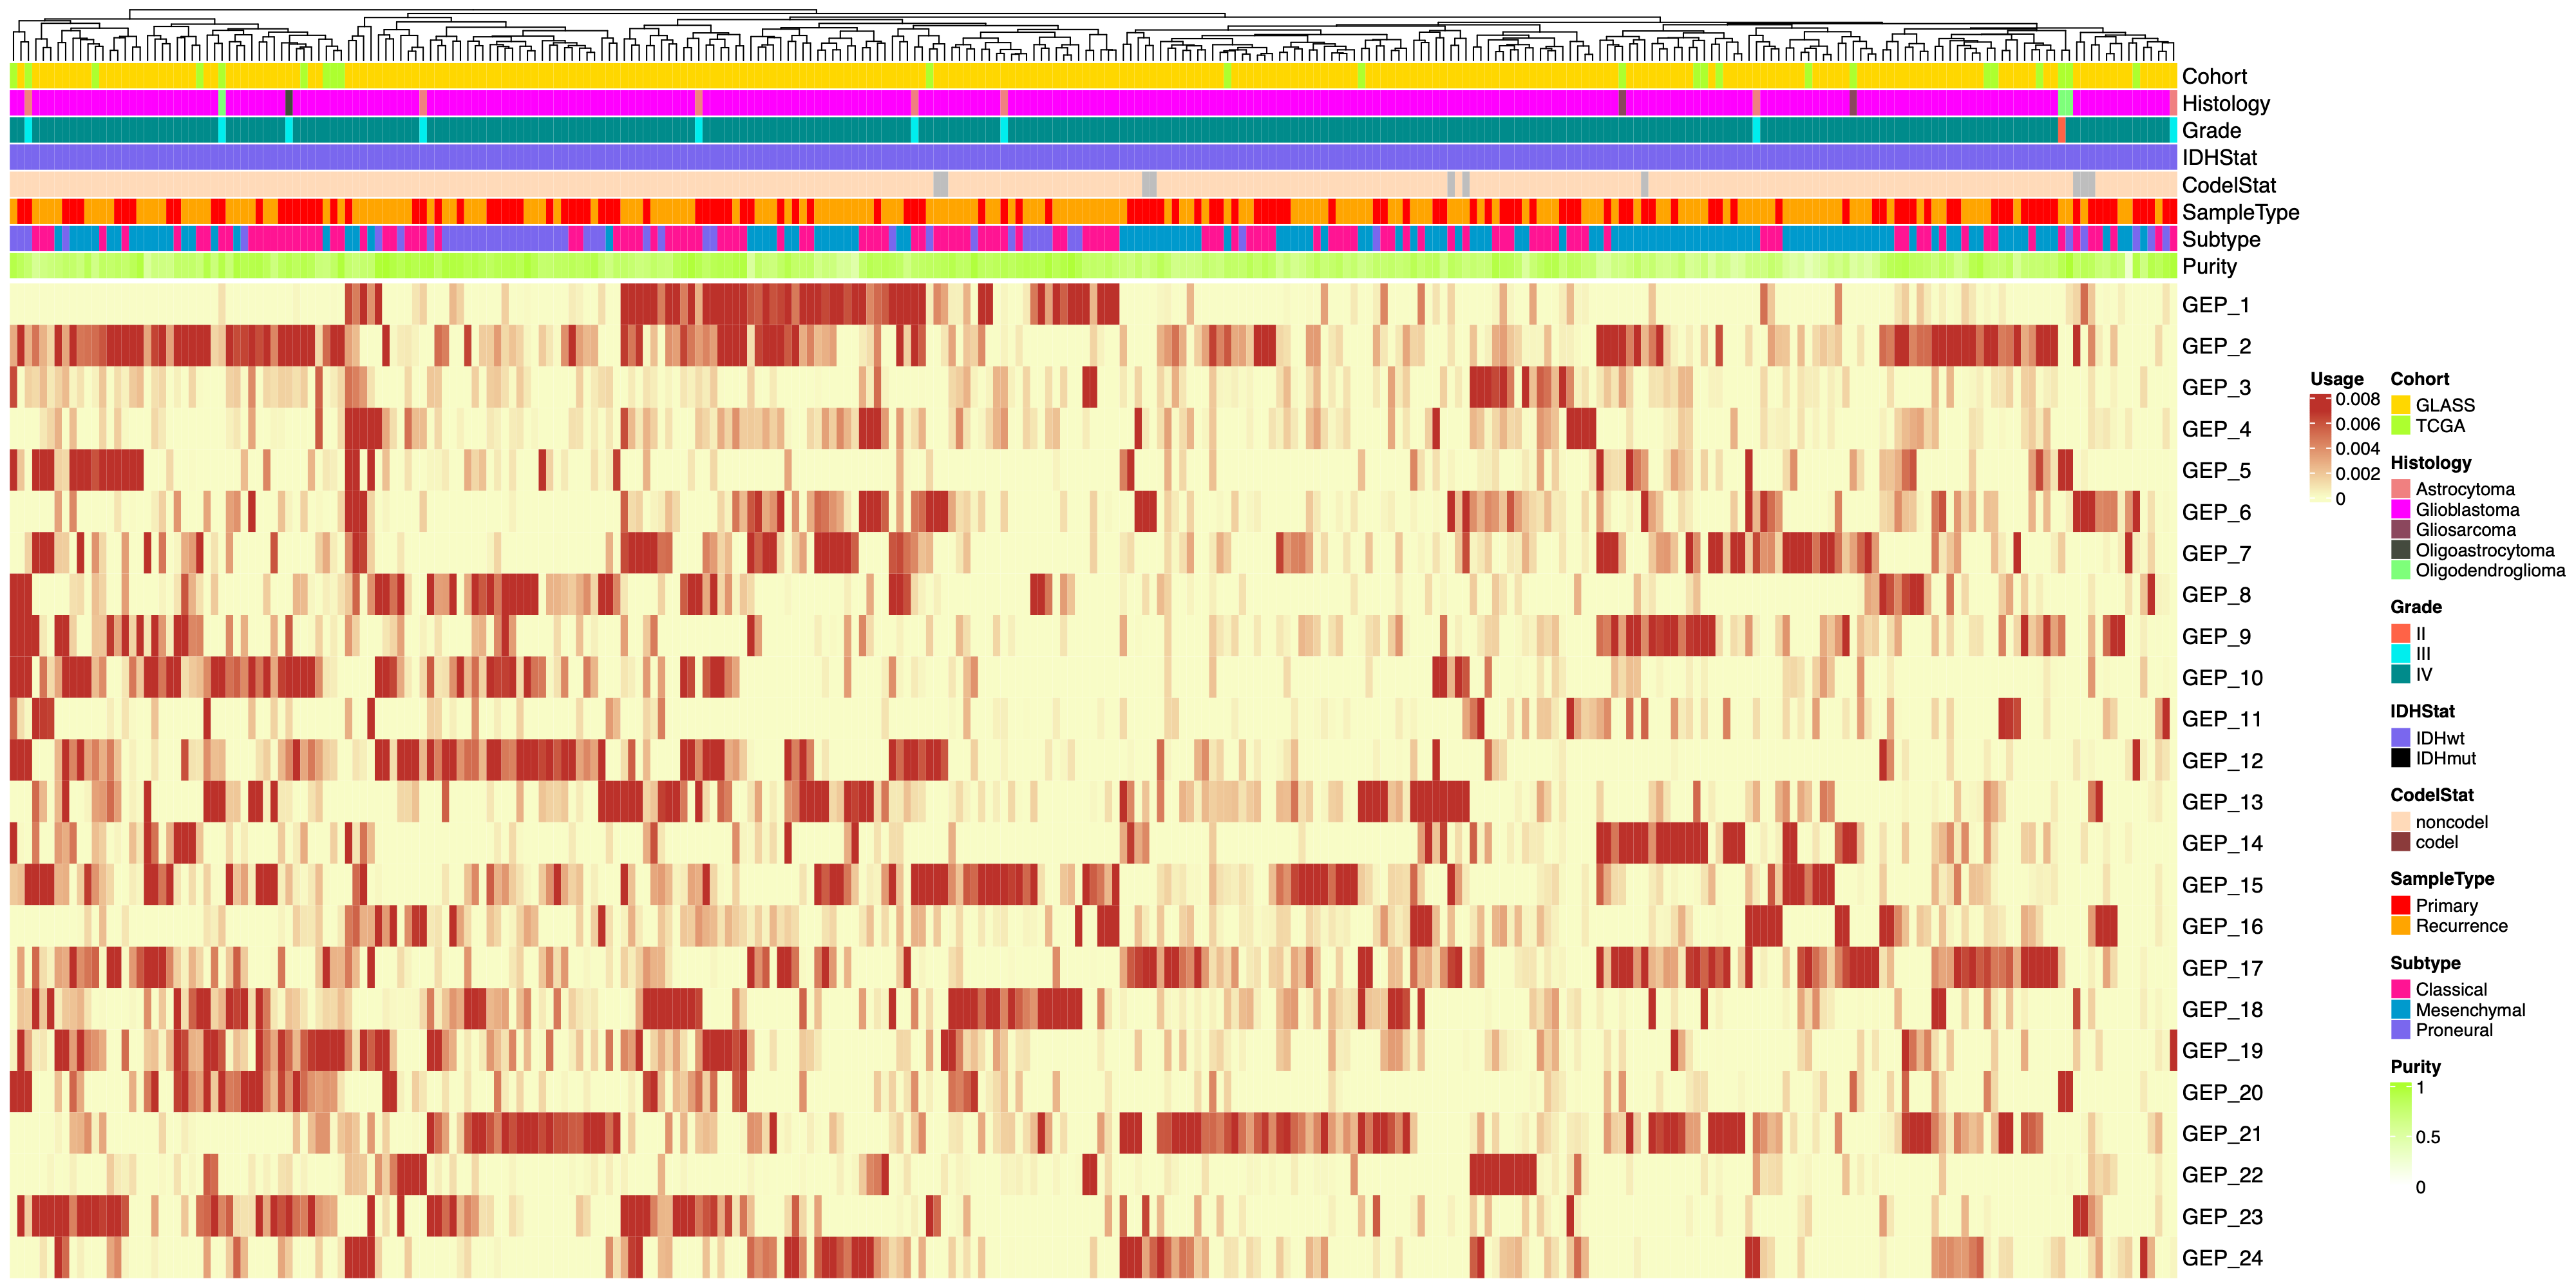 Cohort
Histology
Grade
IDHStat
CodelStat
SampleType
Subtype
Purity
GEP_1
GEP_2
GEP_3
GEP_4
GEP_5
GEP_6
GEP_7
GEP_8
GEP_9
GEP_10
GEP_11
GEP_12
GEP_13
GEP_14
GEP_15
GEP_16
GEP_17
GEP_18
GEP_19
GEP_20
GEP_21
GEP_22
GEP_23
GEP_24
Usage
0.008
0.006
0.004
0.002
0
Cohort
GLASS
TCGA
Histology
Astrocytoma
Glioblastoma
Gliosarcoma
Oligoastrocytoma
Oligodendroglioma
Grade
II
III
IV
IDHStat
IDHwt
IDHmut
CodelStat
noncodel
codel
SampleType
Primary
Recurrence
Subtype
Classical
Mesenchymal
Proneural
Purity
1
0.5
0